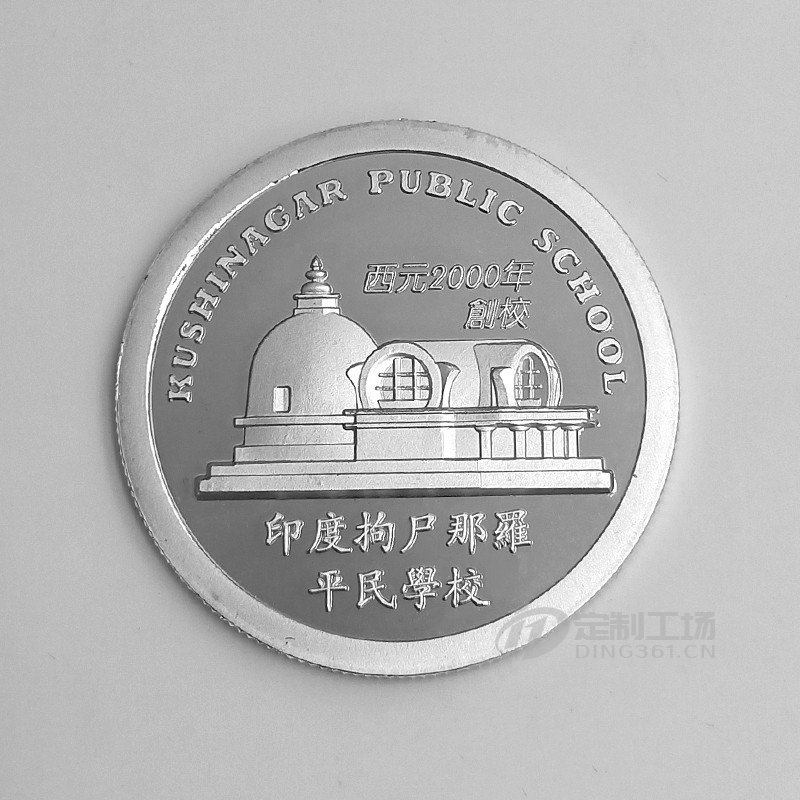 KUSHINAGAR PUBLIC SCHOOL
西元2000年
創校
印度拘尸那羅
平民學校
定制工场
DING361.CN